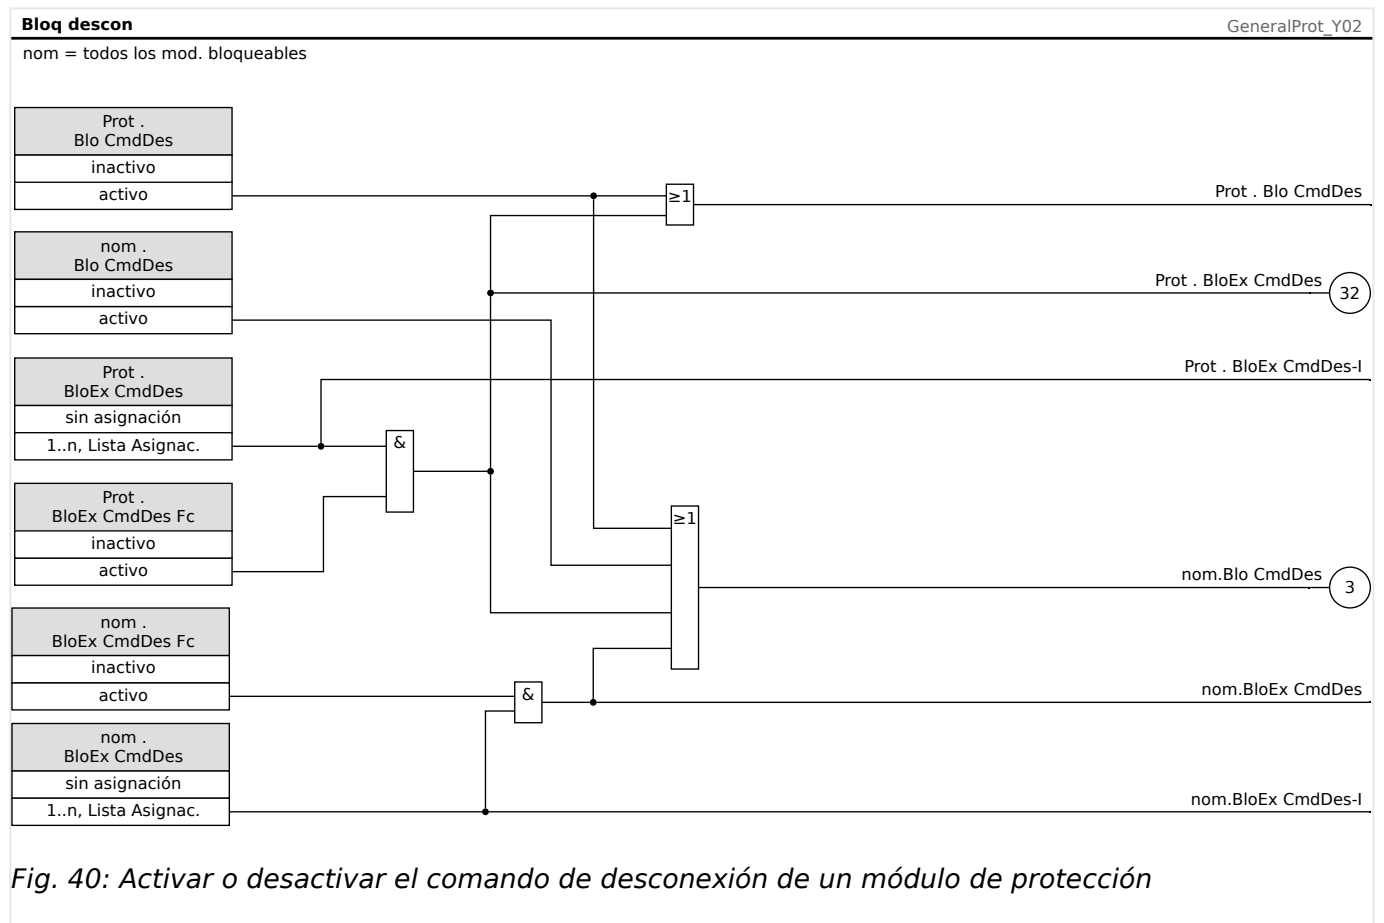 Bloq descon
GeneralProt_Y02
nom = todos los mod. bloqueables
Prot .
Blo CmdDes
inactivo
activo
≥1
Prot . Blo CmdDes
nom .
Blo CmdDes
inactivo
activo
Prot . BloEx CmdDes
32
Prot .
BloEx CmdDes
sin asignación
1..n, Lista Asignac.
Prot . BloEx CmdDes-I
&
Prot .
BloEx CmdDes Fc
inactivo
activo
≥1
nom.Blo CmdDes
3
nom .
BloEx CmdDes Fc
inactivo
activo
&
nom.BloEx CmdDes
nom .
BloEx CmdDes
sin asignación
1..n, Lista Asignac.
nom.BloEx CmdDes-I
Fig. 40: Activar o desactivar el comando de desconexión de un módulo de protección